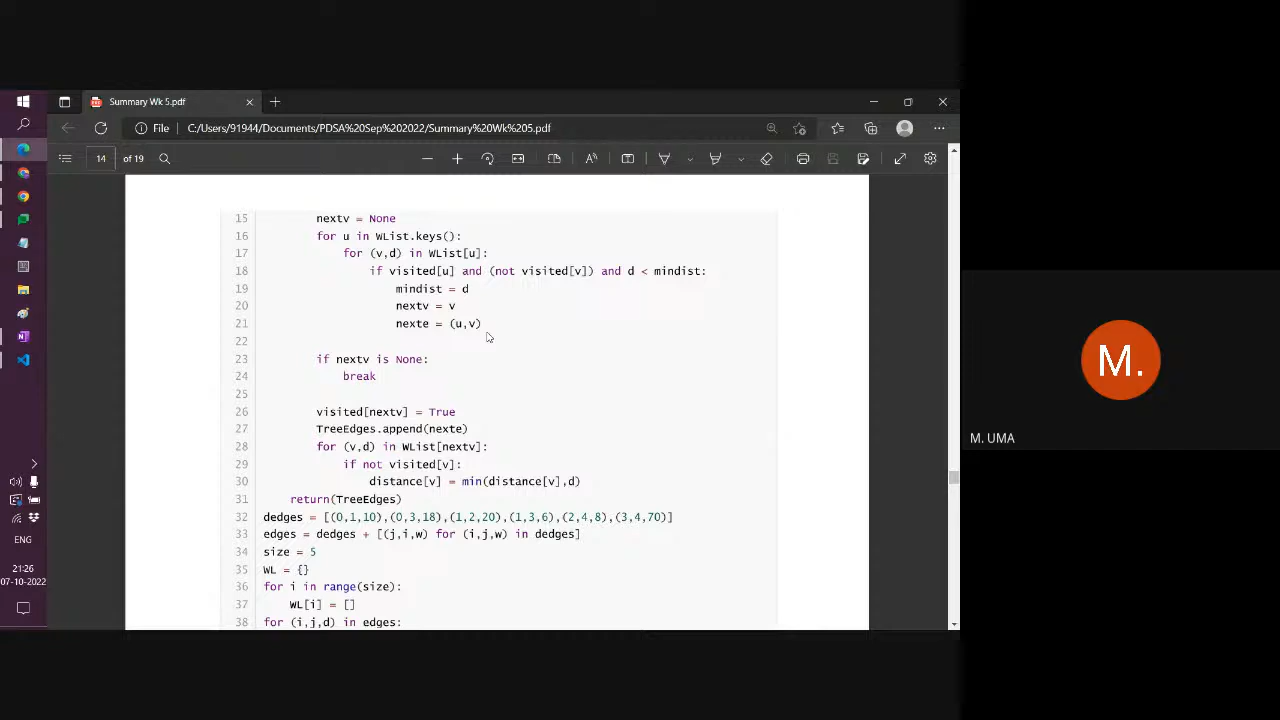 Summary Wk 5.pdf
File
C:/Users/91944/Documents/PDSA%20Sep%202022/Summary%20Wk%205.pdf
14 of 19
15 nextv = None
16 for u in WList.keys():
17 for (v,d) in WList[u]:
18 if visited[u] and (not visited[v]) and d < mindist:
19 mindist = d
20 nextv = v
21 nexte = (u,v)
22
23 if nextv is None:
24 break
25
26 visited[nextv] = True
27 TreeEdges.append(nexte)
28 for (v,d) in WList[nextv]:
29 if not visited[v]:
30 distance[v] = min(distance[v],d)
31 return(TreeEdges)
32 dedges = [(0,1,10),(0,3,18),(1,2,20),(1,3,6),(2,4,8),(3,4,70)]
33 edges = dedges + [(j,i,w) for (i,j,w) in dedges]
34 size = 5
35 WL = {}
36 for i in range(size):
37 WL[i] = []
38 for (i,j,d) in edges:
ENG
21:26
07-10-2022
M.
M. UMA